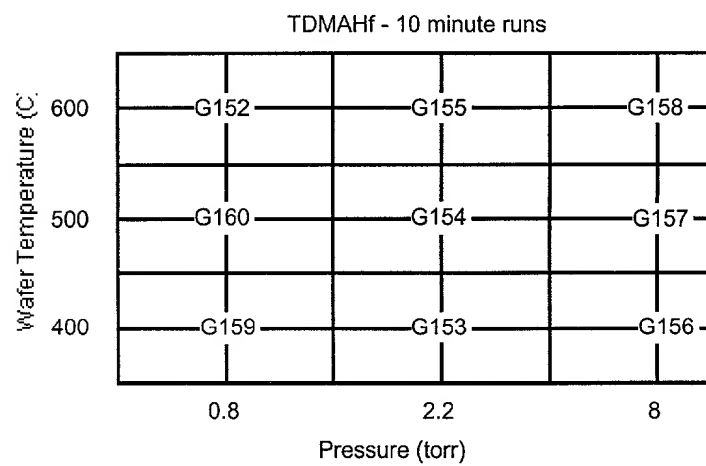 TDMAHf - 10 minute runs
Wafer Temperature (C)
600
G152
G155
G158
500
G160
G154
G157
400
G159
G153
G156
0.8
2.2
8
Pressure (torr)